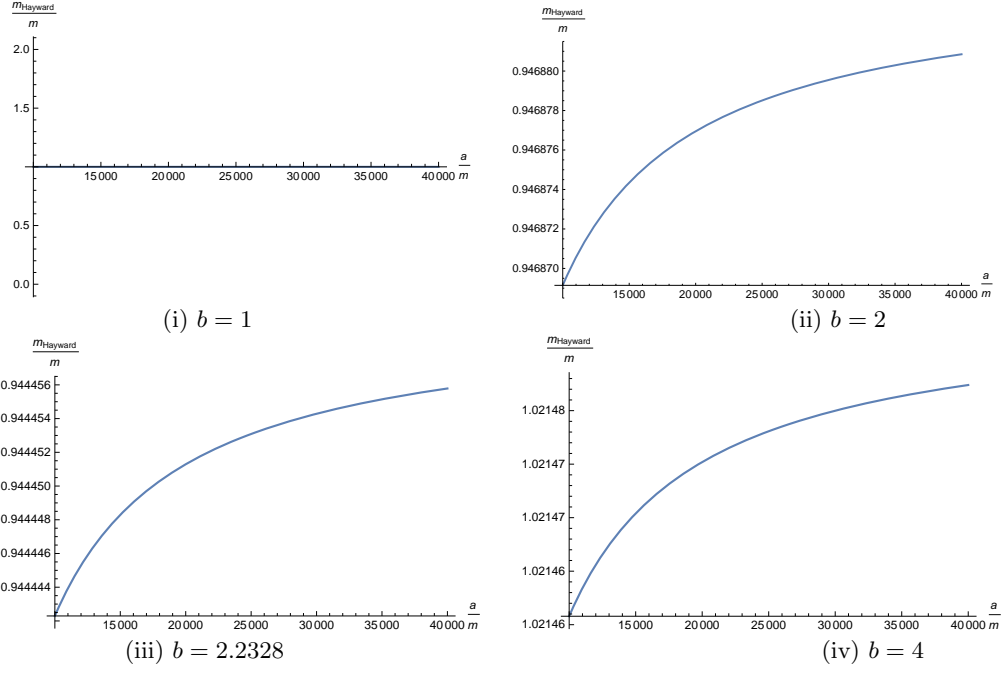 m_Hayward
m
2.0
1.5
0.5
0.0
15000 20000 25000 30000 35000 40000
a
m
(i) b = 1
m_Hayward
m
0.946880
0.946878
0.946876
0.946874
0.946872
0.946870
15000 20000 25000 30000 35000 40000
a
m
(ii) b = 2
m_Hayward
m
0.944456
0.944454
0.944452
0.944450
0.944448
0.944446
0.944444
15000 20000 25000 30000 35000 40000
a
m
(iii) b = 2.2328
m_Hayward
m
1.02148
1.02147
1.02147
1.02146
1.02146
15000 20000 25000 30000 35000 40000
a
m
(iv) b = 4